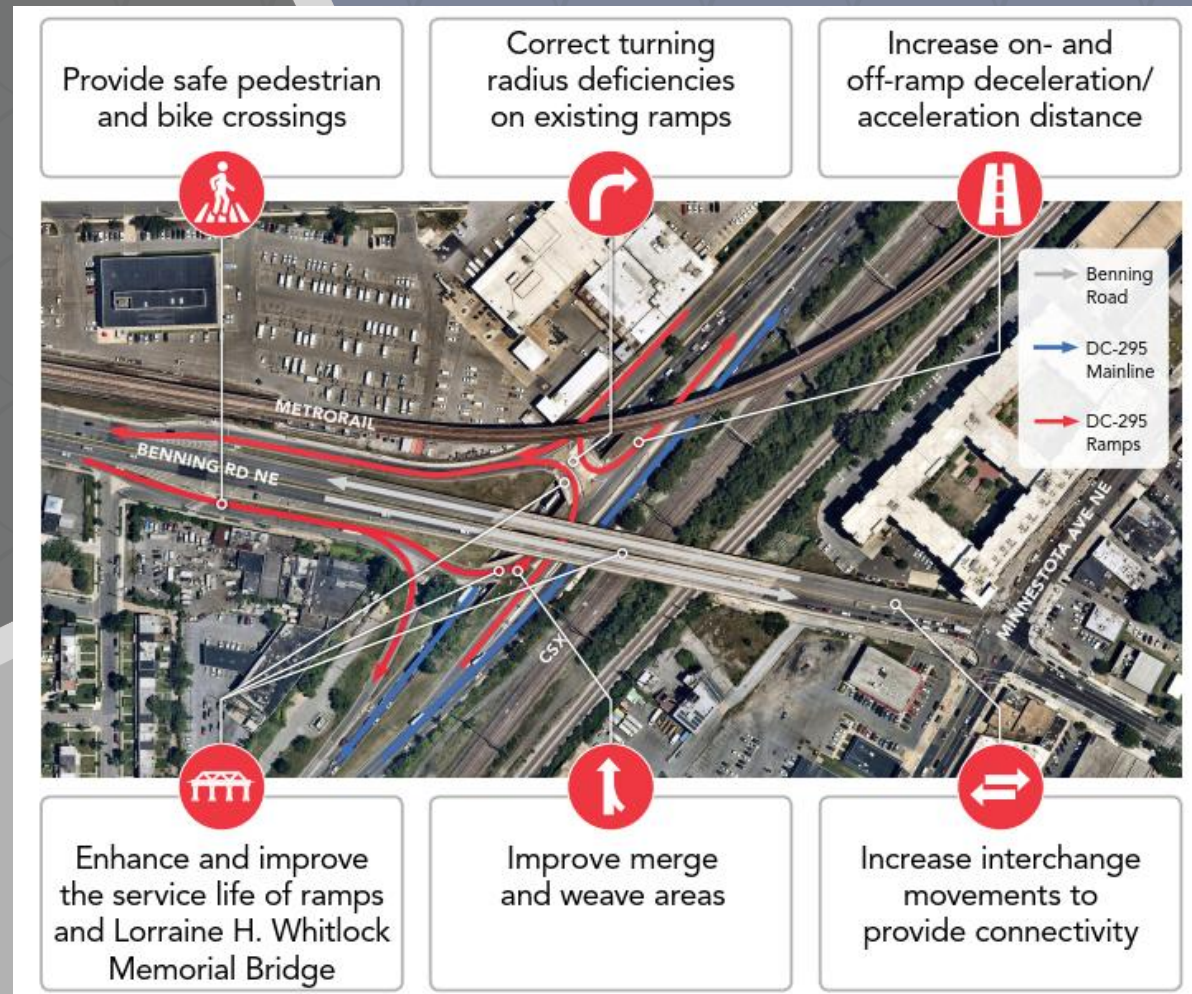 Provide safe pedestrian
and bike crossings
Correct turning
radius deficiencies
on existing ramps
Increase on- and
off-ramp deceleration/
acceleration distance
Benning
Road
DC-295
Mainline
DC-295
Ramps
METRORAIL
BENNING RD NE
MINNESTOTA AVE NE
CSX
Enhance and improve
the service life of ramps
and Lorraine H. Whitlock
Memorial Bridge
Improve merge
and weave areas
Increase interchange
movements to
provide connectivity